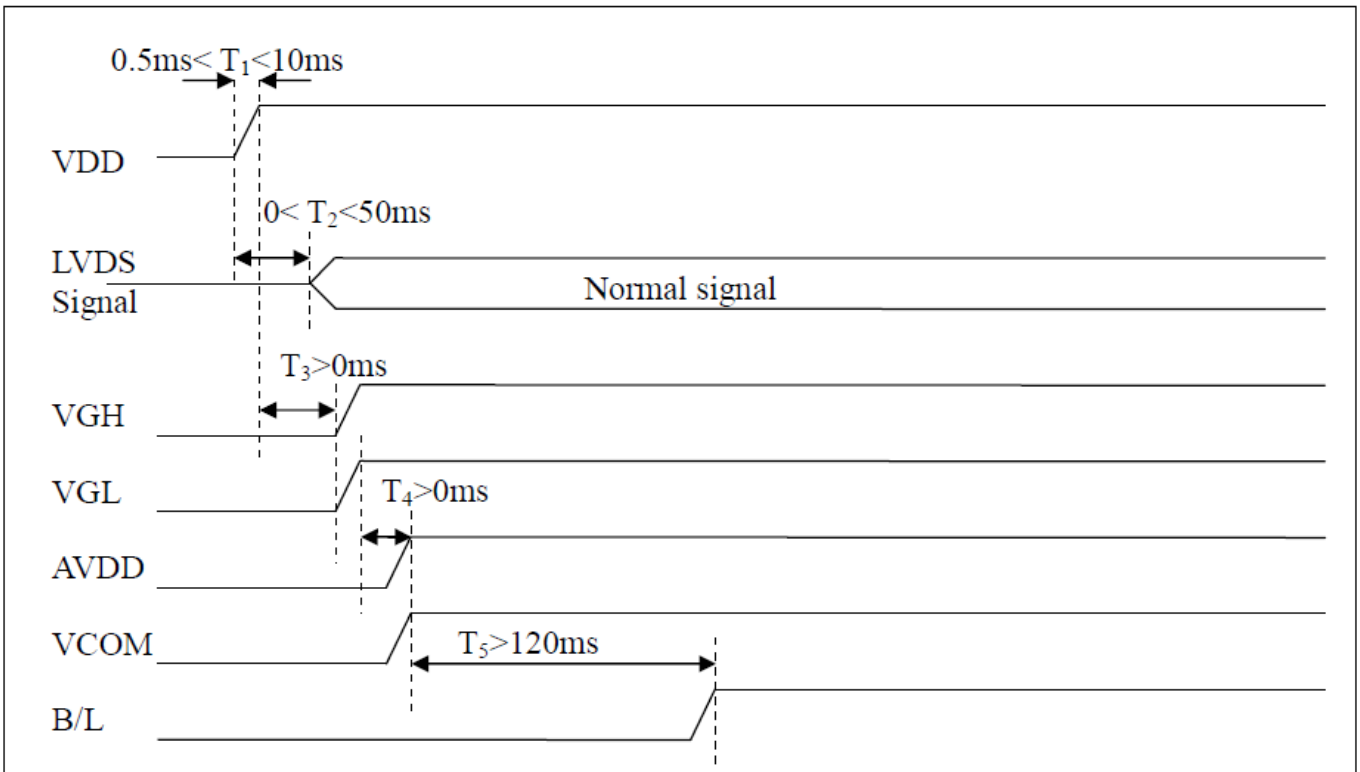 0.5ms< T₁<10ms
VDD
0< T₂<50ms
LVDS
Signal
Normal signal
T₃>0ms
VGH
VGL
T₄>0ms
AVDD
VCOM
T₅>120ms
B/L